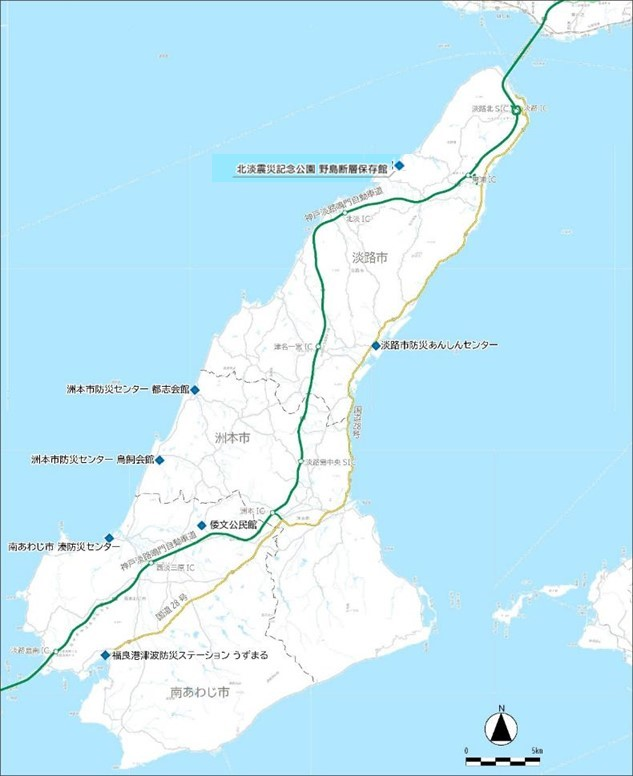 淡路北SIC
淡路IC
北淡震災記念公園 野島断層保存館
東浦IC
神戸淡路鳴門自動車道
北淡IC
淡路市
津名一宮IC
淡路市防災あんしんセンター
洲本市防災センター 都志会館
国道28号
洲本市
洲本市防災センター 鳥飼会館
淡路島中央SIC
洲本IC
倭文公民館
南あわじ市 湊防災センター
神戸淡路鳴門自動車道
西淡三原IC
国道28号
淡路島南IC
福良港津波防災ステーション うずまる
南あわじ市
N
0
5km